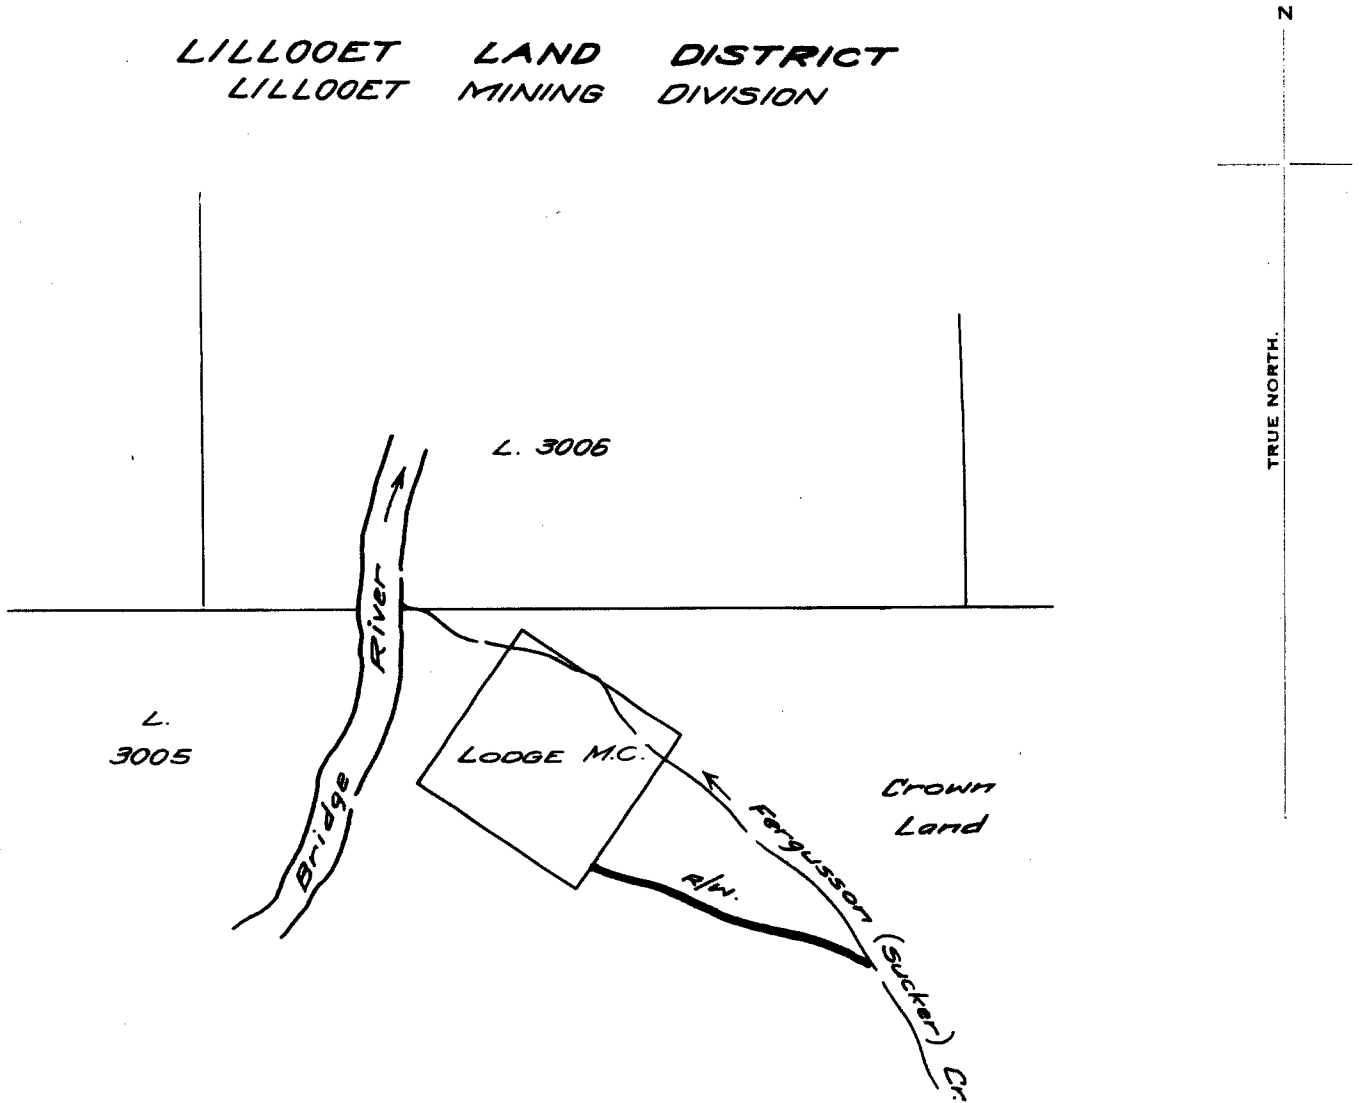 N
LILLOOET LAND DISTRICT
LILLOOET MINING DIVISION
TRUE NORTH.
L. 3006
River
Bridge
L.
3005
LODGE M.C.
Crown
Land
R/W.
Fergusson (Sucker) Cr.